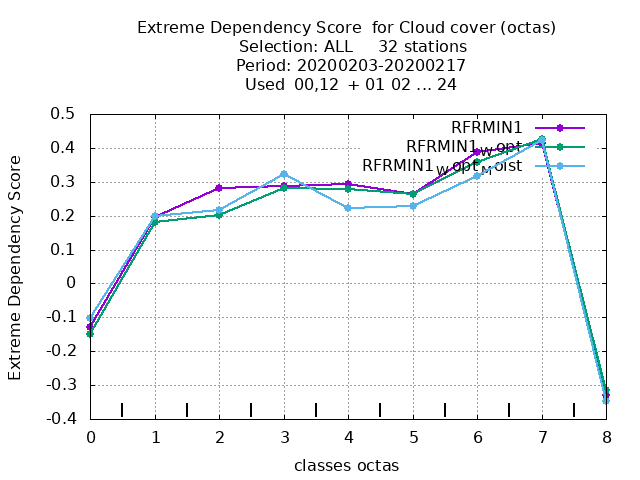 Extreme Dependency Score  for Cloud cover (octas)
Selection: ALL     32 stations
Period: 20200203-20200217
Used  00,12  + 01 02 ... 24
RFRMIN1
RFRMIN1Wopt
RFRMIN1WoptMoist
Extreme Dependency Score
0.5
0.4
0.3
0.2
0.1
0
-0.1
-0.2
-0.3
-0.4
0 1 2 3 4 5 6 7 8
classes octas